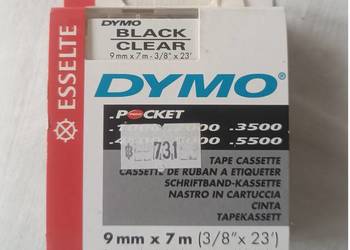 ESSELTE
DYMO
BLACK
CLEAR
9 mm x 7 m - 3/8" x 23'
DYMO®
.POCKET
.3500
.5500
731
TAPE CASSETTE
CASSETTE DE RUBAN A ETIQUETER
SCHRIFTBAND-KASSETTE
NASTRO IN CARTUCCIA
CINTA
TAPEKASSETT
9 mm x 7 m (3/8" x 23')